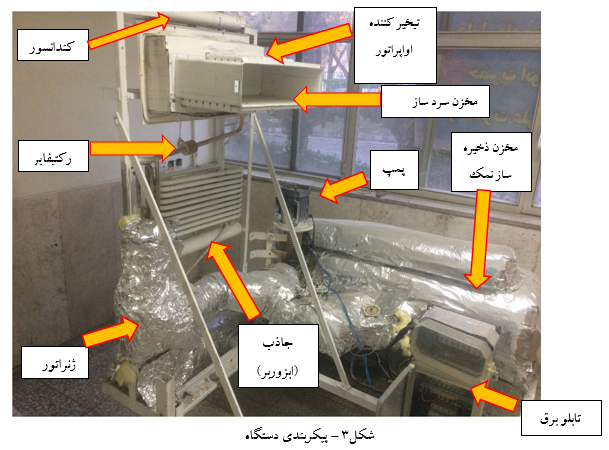 کندانسور
تبخیر کننده
اواپراتور
مخزن سرد ساز
رکتیفایر
پمپ
مخزن ذخیره
ساز نمک
ژنراتور
جاذب
(ابزوربر)
تابلو برق
شکل۳ – پیکربندی دستگاه